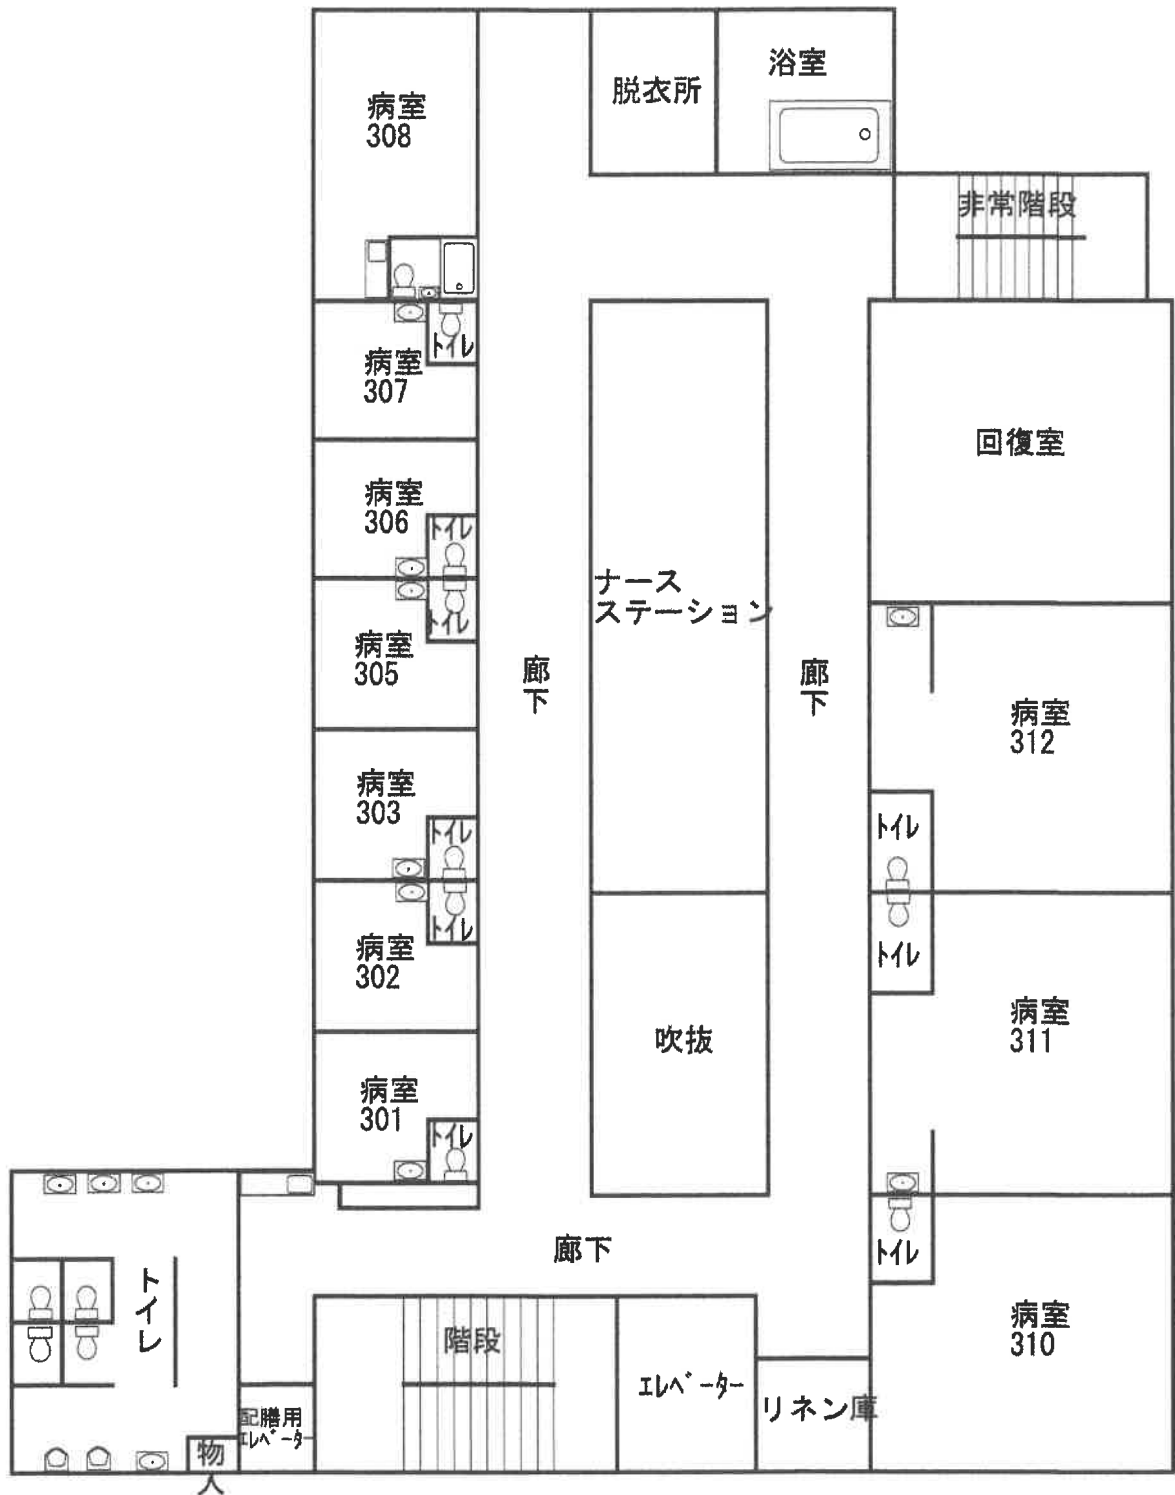 浴室
脱衣所
病室
308
非常階段
トイレ
病室
307
回復室
病室
306
トイレ
ナース
ステーション
トイレ
病室
305
廊
下
廊
下
病室
312
病室
303
トイレ
トイレ
トイレ
病室
302
トイレ
病室
311
吹抜
病室
301
トイレ
廊下
トイレ
トイレ
階段
病室
310
エレベーター
リネン庫
配膳用
エレベーター
物
入